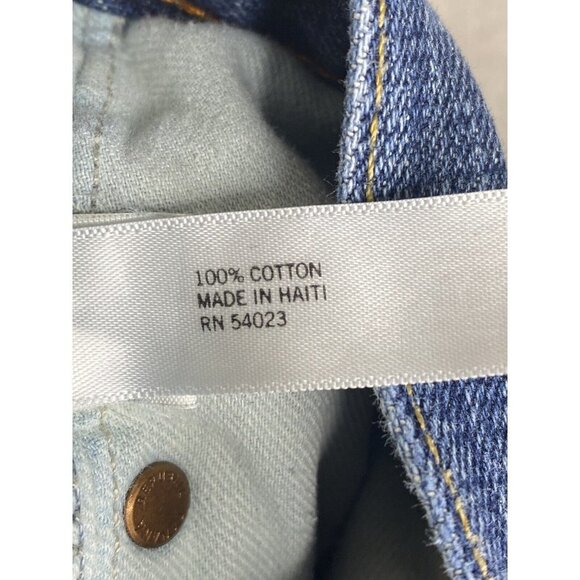 100% COTTON
MADE IN HAITI
RN 54023